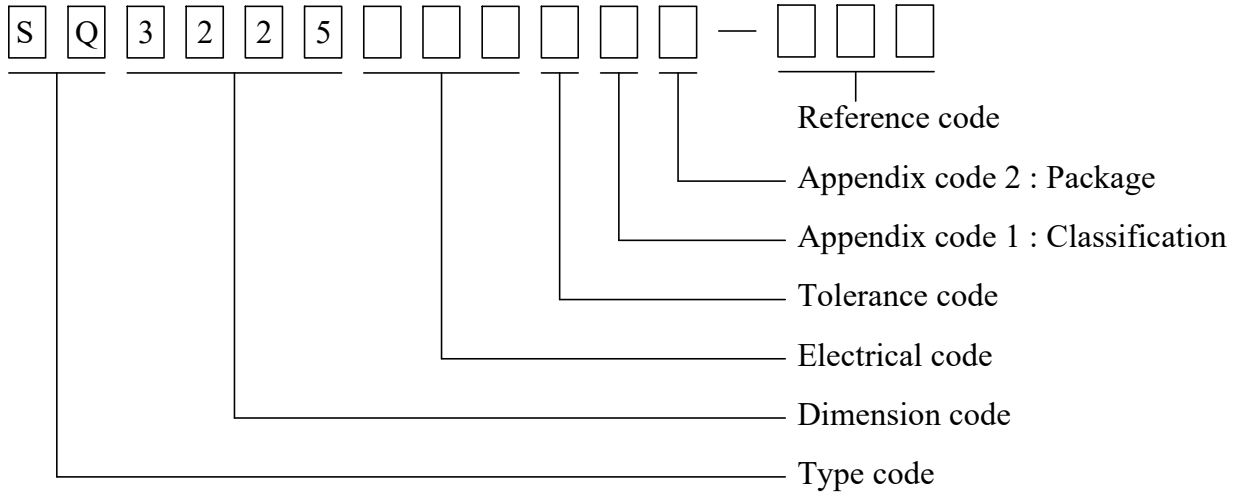 S Q 3 2 2 5 —
Reference code
Appendix code 2 : Package
Appendix code 1 : Classification
Tolerance code
Electrical code
Dimension code
Type code